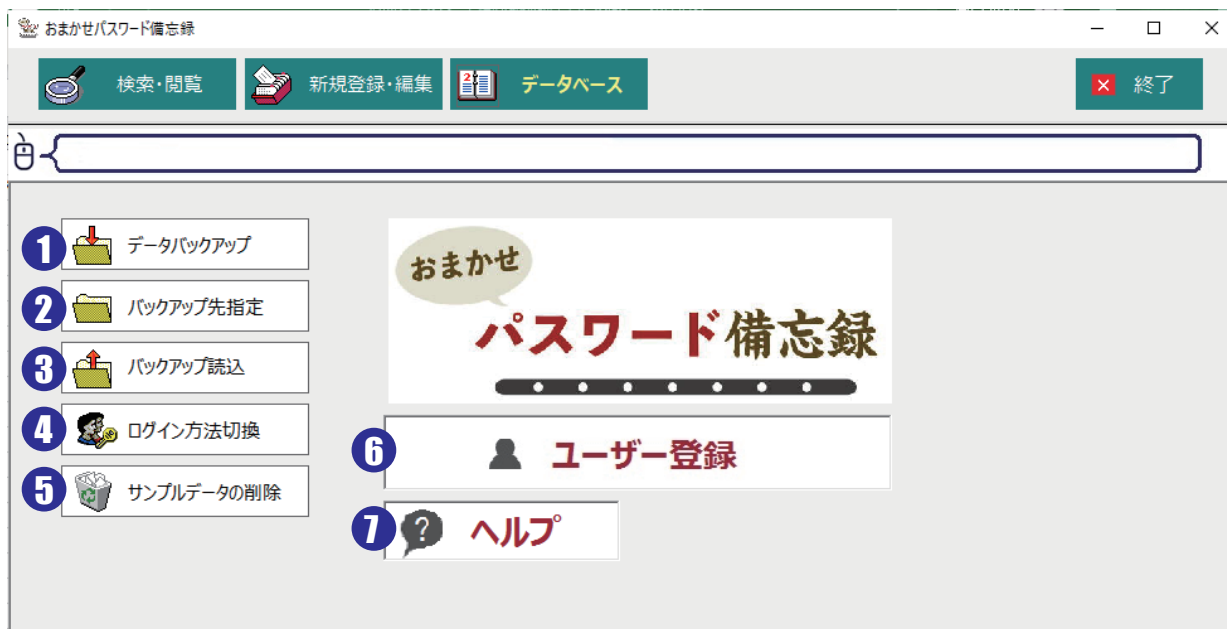 おまかせパスワード備忘録
検索・閲覧
新規登録・編集
2
データベース
終了
1 データバックアップ
2 バックアップ先指定
3 バックアップ読込
4 ログイン方法切換
5 サンプルデータの削除
おまかせ
パスワード備忘録
6 ユーザー登録
7 ? ヘルプ